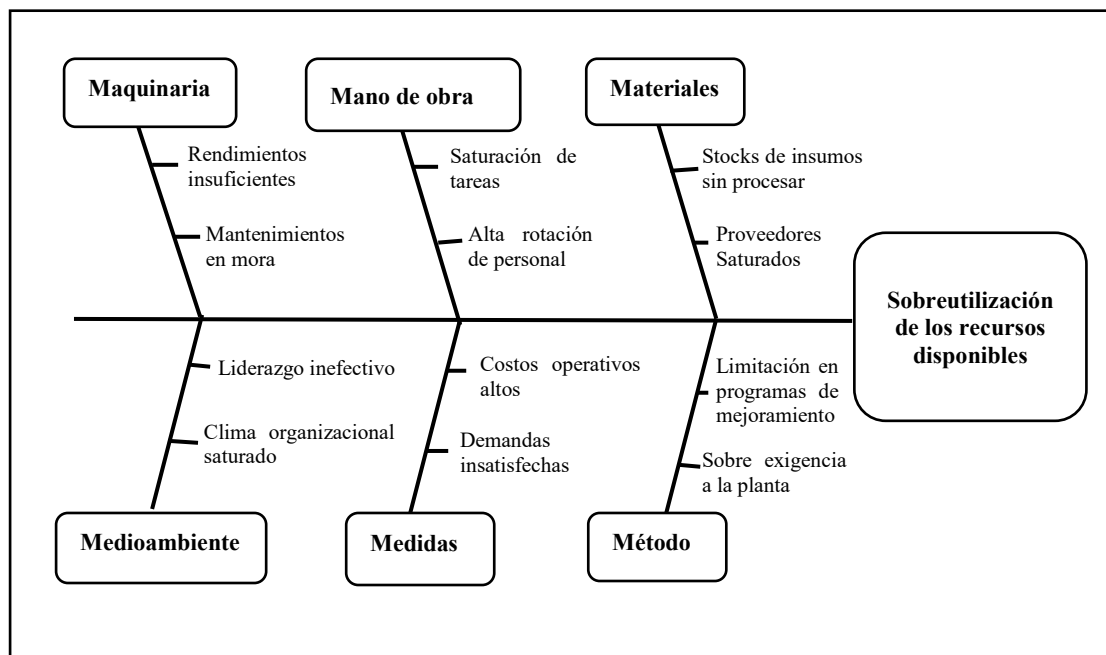 Maquinaria
Mano de obra
Materiales
Rendimientos
insuficientes
Mantenimientos
en mora
Saturación de
tareas
Alta rotación
de personal
Stocks de insumos
sin procesar
Proveedores
Saturados
Sobreutilización
de los recursos
disponibles
Liderazgo inefectivo
Clima organizacional
saturado
Costos operativos
altos
Demandas
insatisfechas
Limitación en
programas de
mejoramiento
Sobre exigencia
a la planta
Medioambiente
Medidas
Método